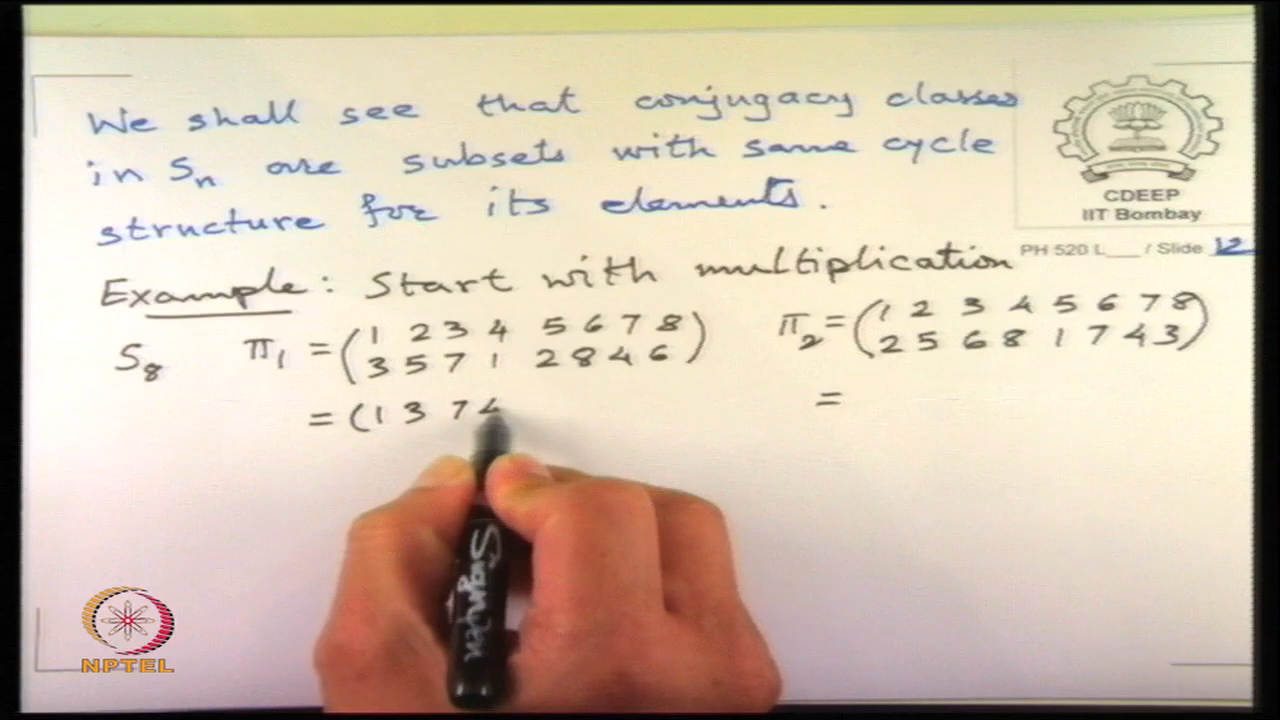 We shall see that conjugacy classes
in Sn are subsets with same cycle
structure for its elements.
CDEEP
IIT Bombay
PH 520 L___ / Slide 12
Example: Start with multiplication
S8 π1 = (1 2 3 4 5 6 7 8 π2 = (1 2 3 4 5 6 7 8
3 5 7 1 2 8 4 6) 2 5 6 8 1 7 4 3)
= (1 3 7 4 =
NPTEL